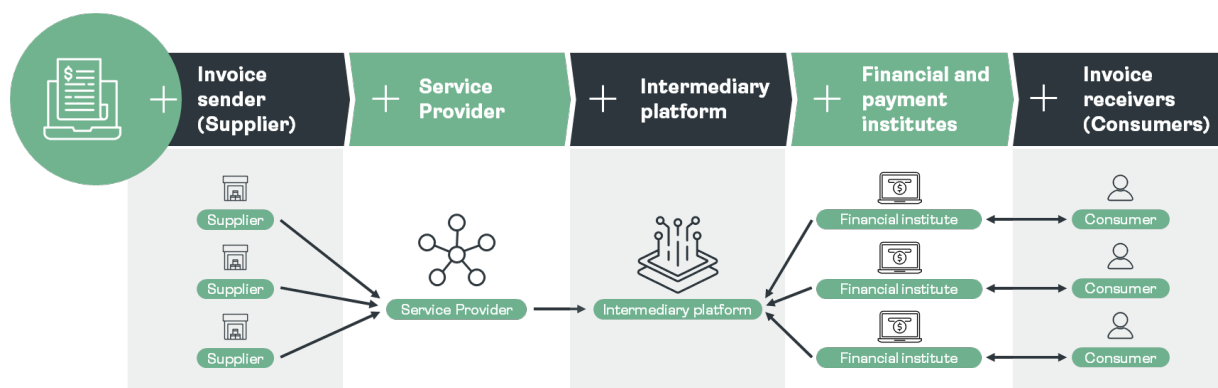 Invoice
sender
(Supplier)
Service
Provider
Intermediary
platform
Financial and
payment
institutes
Invoice
receivers
(Consumers)
$
Supplier
Supplier
Supplier
Service Provider
Intermediary platform
$
Financial institute
$
Financial institute
$
Financial institute
Consumer
Consumer
Consumer